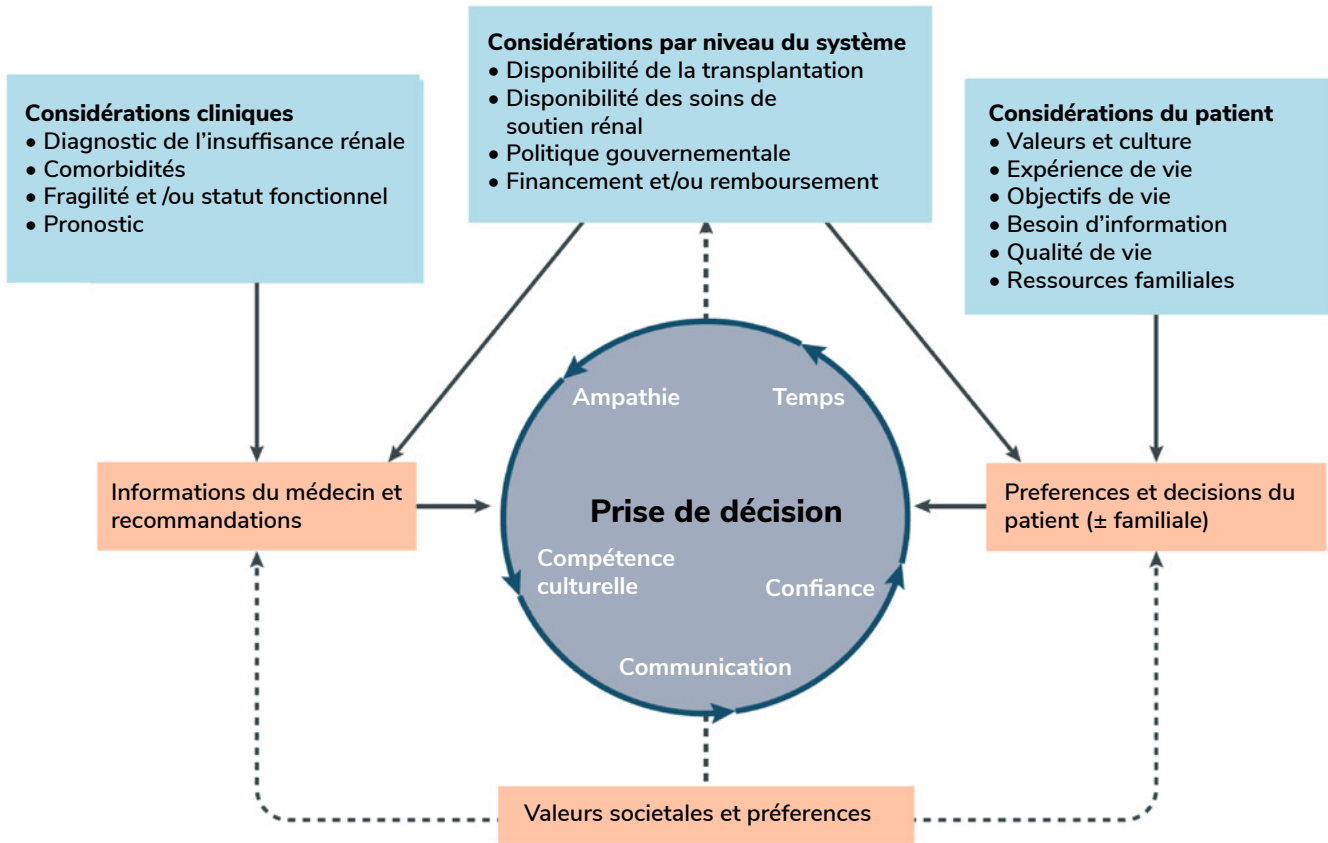 Considérations cliniques
• Diagnostic de l’insuffisance rénale
• Comorbidités
• Fragilité et /ou statut fonctionnel
• Pronostic
Considérations par niveau du système
• Disponibilité de la transplantation
• Disponibilité des soins de
soutien rénal
• Politique gouvernementale
• Financement et/ou remboursement
Considérations du patient
• Valeurs et culture
• Expérience de vie
• Objectifs de vie
• Besoin d’information
• Qualité de vie
• Ressources familiales
Informations du médecin et
recommandations
Ampathie
Temps
Prise de décision
Compétence
culturelle
Confiance
Communication
Preferences et decisions du
patient (± familiale)
Valeurs societales et préferences